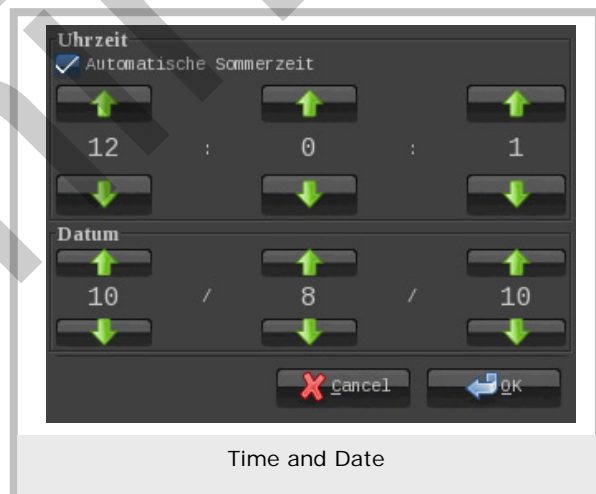 Uhrzeit
Automatische Sommerzeit
12 : 0 : 1
Datum
10 / 8 / 10
Cancel OK
Time and Date